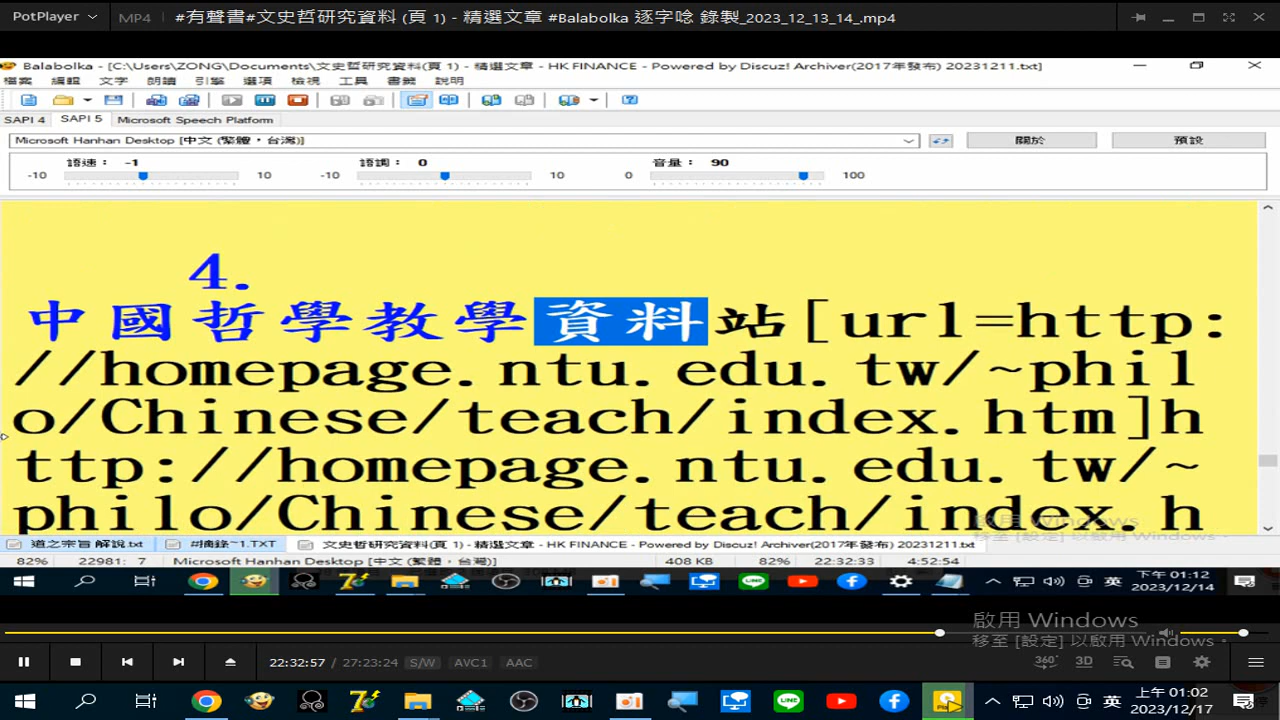 PotPlayer MP4 #有聲書#文史哲研究資料 (頁 1) - 精選文章 #Balabolka 逐字唸 錄製_2023_12_13_14_.mp4
Balabolka - [C:\Users\ZONG\Documents\文史哲研究資料(頁 1) - 精選文章 - HK FINANCE - Powered by Discuz! Archiver(2017年發布) 20231211.txt]
檔案 編輯 文字 朗讀 引擎 選項 檢視 工具 書籤 說明
SAPI 4 SAPI 5 Microsoft Speech Platform
Microsoft Hanhan Desktop [中文 (繁體，台灣)] 關於 預設
語速： -1 語調： 0 音量： 90
-10 10 -10 10 0 100
4.
中國哲學教學資料站[url=http:
//homepage.ntu.edu.tw/~phil
o/Chinese/teach/index.htm]h
ttp://homepage.ntu.edu.tw/~
philo/Chinese/teach/index.h
啟用 Windows
移至 [設定] 以啟用 Windows。
道之宗旨 解說.txt #摘錄~1.TXT 文史哲研究資料(頁 1) - 精選文章 - HK FINANCE - Powered by Discuz! Archiver(2017年發布) 20231211.txt
82% 22981: 7 Microsoft Hanhan Desktop [中文 (繁體，台灣)] 408 KB 82% 22:32:33 4:52:54
英 下午 01:12
2023/12/14
啟用 Windows
移至 [設定] 以啟用 Windows。
22:32:57 / 27:23:24 S/W AVC1 AAC 360° 3D
英 上午 01:02
2023/12/17